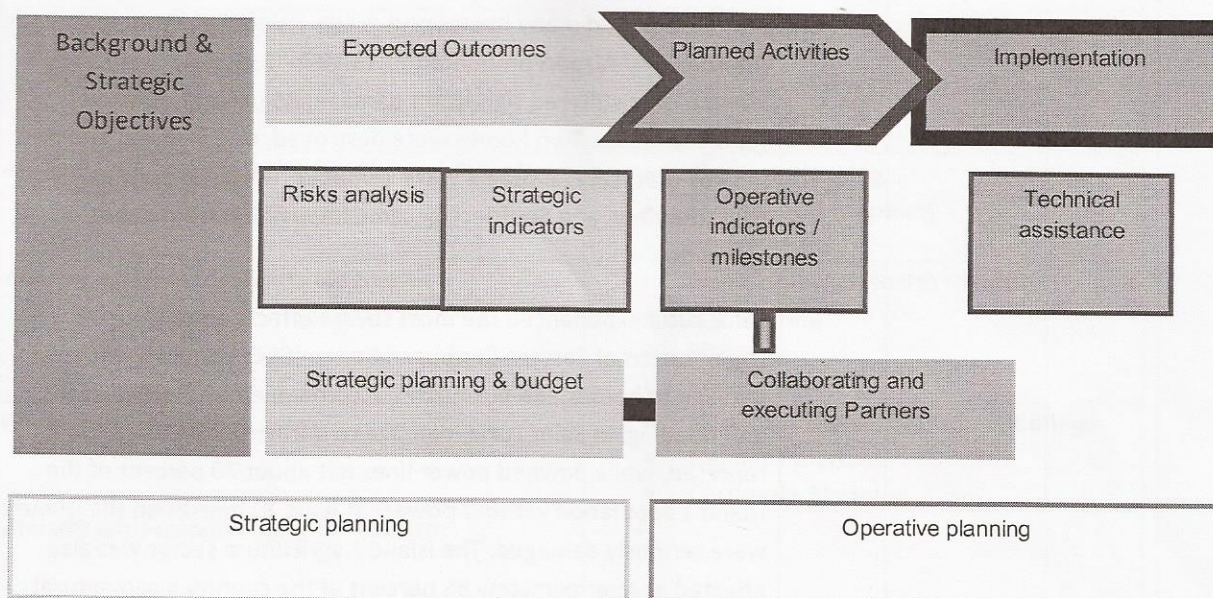 Background &
Strategic
Objectives
Expected Outcomes
Planned Activities
Implementation
Risks analysis
Strategic
indicators
Operative
indicators /
milestones
Technical
assistance
Strategic planning & budget
Collaborating and
executing Partners
Strategic planning
Operative planning